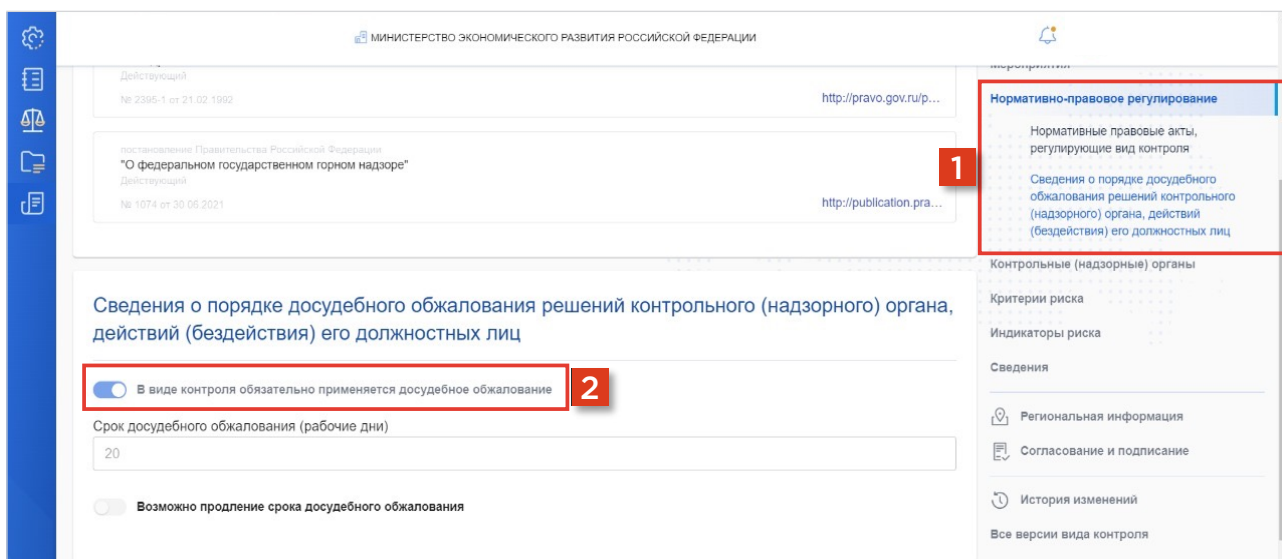 МИНИСТЕРСТВО ЭКОНОМИЧЕСКОГО РАЗВИТИЯ РОССИЙСКОЙ ФЕДЕРАЦИИ
Действующий
№ 2395-1 от 21.02.1992
http://pravo.gov.ru/p...
постановление Правительства Российской Федерации
"О федеральном государственном горном надзоре"
Действующий
№ 1074 от 30.06.2021
http://publication.pra...
Сведения о порядке досудебного обжалования решений контрольного (надзорного) органа,
действий (бездействия) его должностных лиц
В виде контроля обязательно применяется досудебное обжалование
2
Срок досудебного обжалования (рабочие дни)
20
Возможно продление срока досудебного обжалования
Мероприятия
1
Нормативно-правовое регулирование
Нормативные правовые акты,
регулирующие вид контроля
Сведения о порядке досудебного
обжалования решений контрольного
(надзорного) органа, действий
(бездействия) его должностных лиц
Контрольные (надзорные) органы
Критерии риска
Индикаторы риска
Сведения
Региональная информация
Согласование и подписание
История изменений
Все версии вида контроля